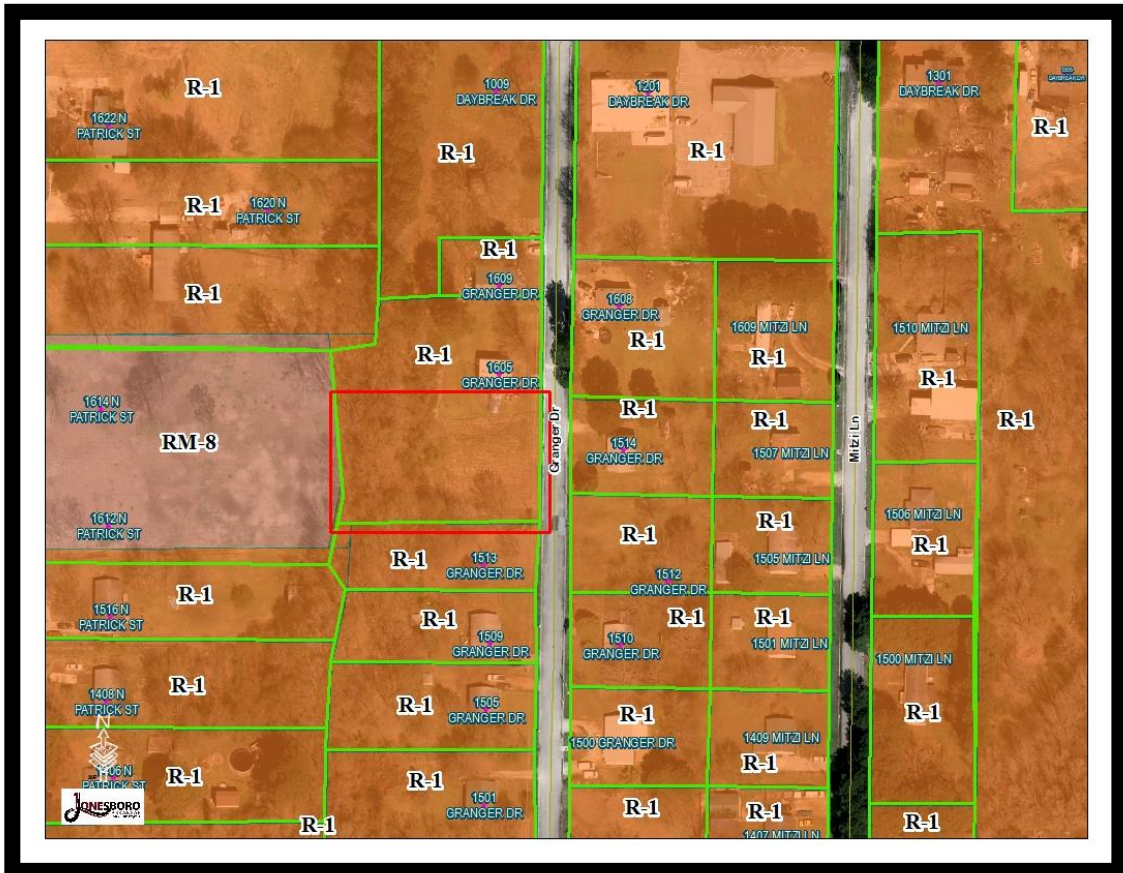 R-1
1622 N
PATRICK ST
1009
DAYBREAK DR
R-1
1201
DAYBREAK DR
R-1
1301
DAYBREAK DR
DAYBREAK DR
R-1
R-1
1620 N
PATRICK ST
R-1
R-1
1609
GRANGER DR
R-1
1605
GRANGER DR
1608
GRANGER DR
R-1
1609 MITZI LN
R-1
1510 MITZI LN
R-1
R-1
1614 N
PATRICK ST
RM-8
1612 N
PATRICK ST
Granger Dr
R-1
1514
GRANGER DR
R-1
1507 MITZI LN
Mitzi Ln
1506 MITZI LN
R-1
R-1
1513
GRANGER DR
R-1
1512
GRANGER DR
R-1
1505 MITZI LN
R-1
1516 N
PATRICK ST
R-1
1509
GRANGER DR
R-1
1510
GRANGER DR
R-1
1501 MITZI LN
1500 MITZI LN
R-1
R-1
1408 N
PATRICK ST
R-1
1505
GRANGER DR
R-1
1500 GRANGER DR
1409 MITZI LN
R-1
N
1406 N
PATRICK ST
R-1
R-1
1501
GRANGER DR
R-1
R-1
1407 MITZI LN
R-1
R-1
JONESBORO